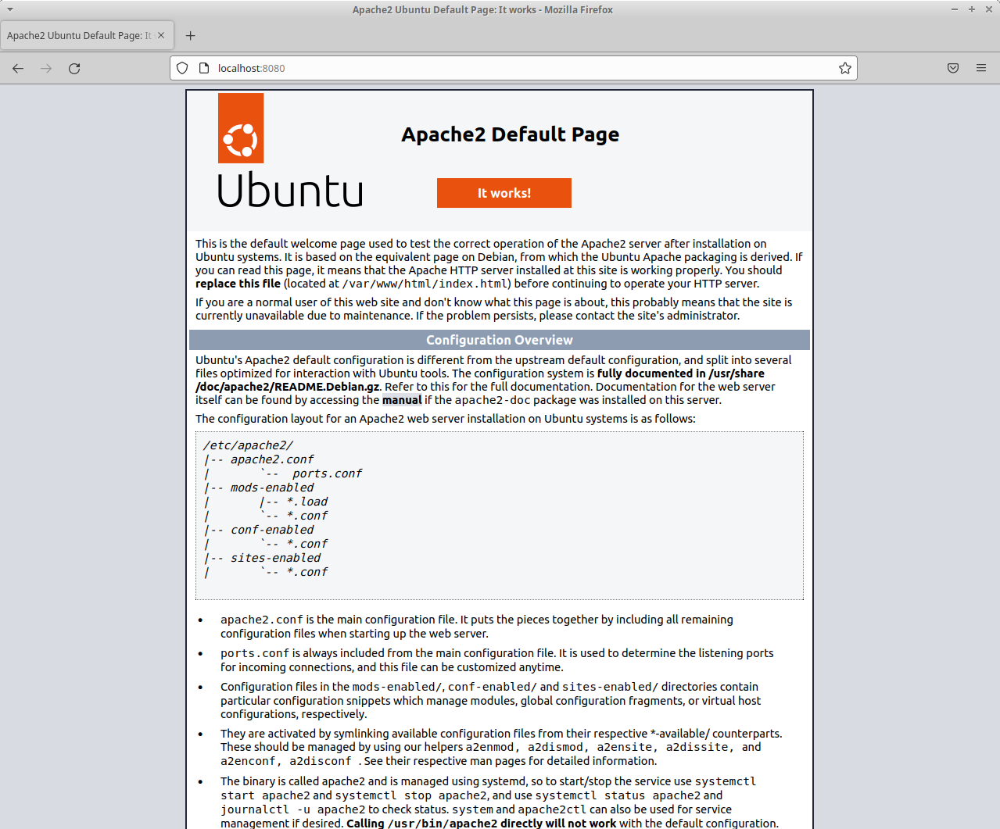 Apache2 Ubuntu Default Page: It works - Mozilla Firefox
Apache2 Ubuntu Default Page: It
localhost:8080
Apache2 Default Page
Ubuntu
It works!
This is the default welcome page used to test the correct operation of the Apache2 server after installation on
Ubuntu systems. It is based on the equivalent page on Debian, from which the Ubuntu Apache packaging is derived. If
you can read this page, it means that the Apache HTTP server installed at this site is working properly. You should
replace this file (located at /var/www/html/index.html) before continuing to operate your HTTP server.
If you are a normal user of this web site and don't know what this page is about, this probably means that the site is
currently unavailable due to maintenance. If the problem persists, please contact the site's administrator.
Configuration Overview
Ubuntu's Apache2 default configuration is different from the upstream default configuration, and split into several
files optimized for interaction with Ubuntu tools. The configuration system is fully documented in /usr/share
/doc/apache2/README.Debian.gz. Refer to this for the full documentation. Documentation for the web server
itself can be found by accessing the manual if the apache2-doc package was installed on this server.
The configuration layout for an Apache2 web server installation on Ubuntu systems is as follows:
/etc/apache2/
|-- apache2.conf
|       `--  ports.conf
|-- mods-enabled
|       |-- *.load
|       `-- *.conf
|-- conf-enabled
|       `-- *.conf
|-- sites-enabled
|       `-- *.conf
• apache2.conf is the main configuration file. It puts the pieces together by including all remaining
configuration files when starting up the web server.
• ports.conf is always included from the main configuration file. It is used to determine the listening ports
for incoming connections, and this file can be customized anytime.
• Configuration files in the mods-enabled/, conf-enabled/ and sites-enabled/ directories contain
particular configuration snippets which manage modules, global configuration fragments, or virtual host
configurations, respectively.
• They are activated by symlinking available configuration files from their respective *-available/ counterparts.
These should be managed by using our helpers a2enmod, a2dismod, a2ensite, a2dissite, and
a2enconf, a2disconf . See their respective man pages for detailed information.
• The binary is called apache2 and is managed using systemd, so to start/stop the service use systemctl
start apache2 and systemctl stop apache2, and use systemctl status apache2 and
journalctl -u apache2 to check status. system and apache2ctl can also be used for service
management if desired. Calling /usr/bin/apache2 directly will not work with the default configuration.